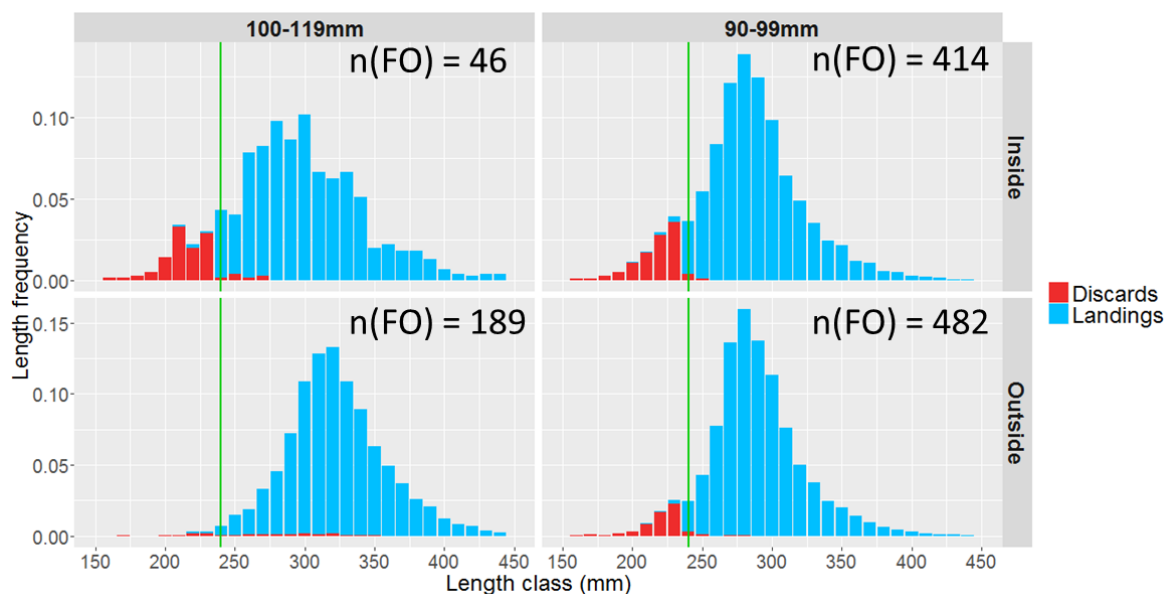 100-119mm
90-99mm
n(FO) = 46
n(FO) = 414
0.10
0.05
0.00
Inside
n(FO) = 189
n(FO) = 482
0.15
0.10
0.05
0.00
Outside
Length frequency
Discards
Landings
150 200 250 300 350 400 450
150 200 250 300 350 400 450
Length class (mm)